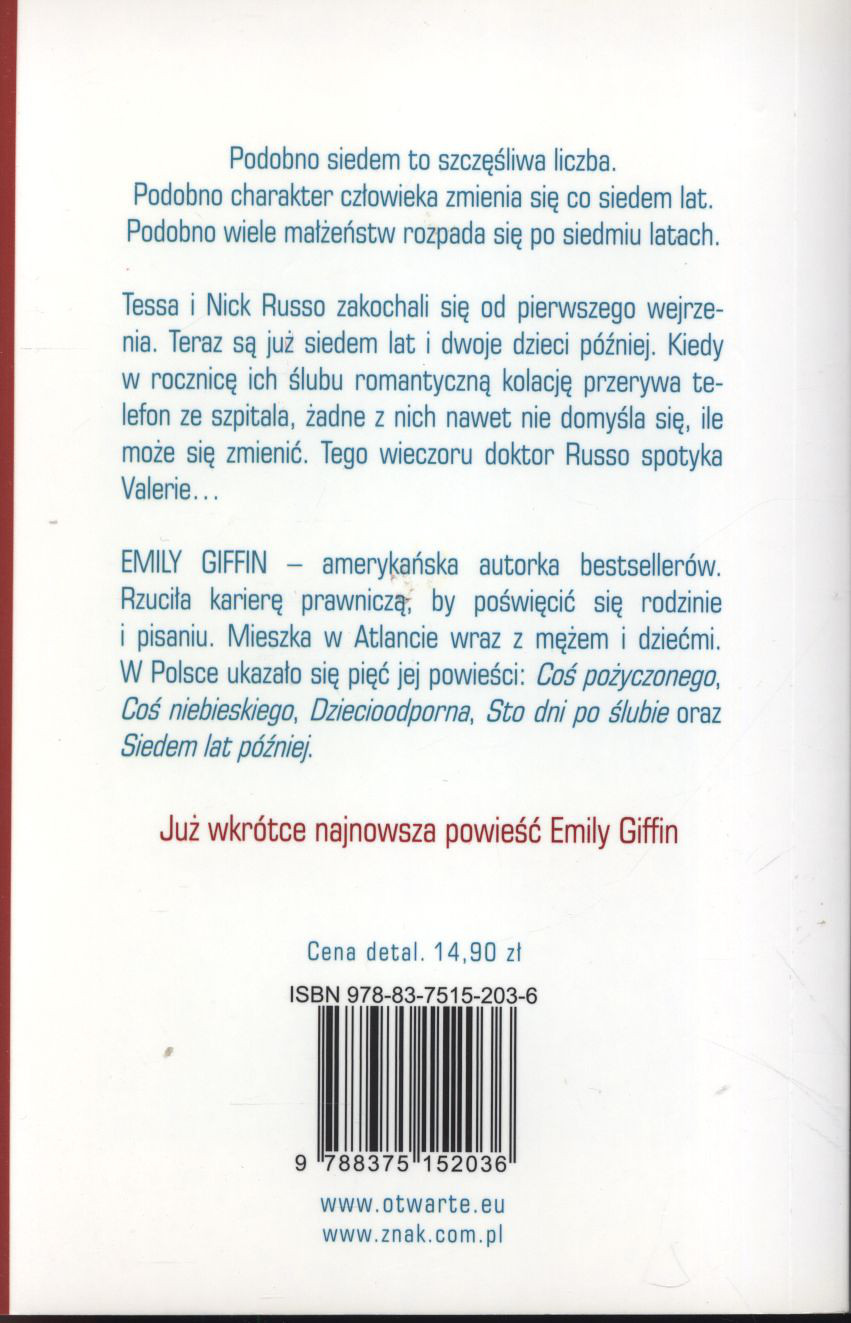 Podobno siedem to szczęśliwa liczba.
Podobno charakter człowieka zmienia się co siedem lat.
Podobno wiele małżeństw rozpada się po siedmiu latach.
Tessa i Nick Russo zakochali się od pierwszego wejrze-
nia. Teraz są już siedem lat i dwoje dzieci później. Kiedy
w rocznicę ich ślubu romantyczną kolację przerywa te-
lefon ze szpitala, żadne z nich nawet nie domyśla się, ile
może się zmienić. Tego wieczoru doktor Russo spotyka
Valerie...
EMILY GIFFIN – amerykańska autorka bestsellerów.
Rzuciła karierę prawniczą, by poświęcić się rodzinie
i pisaniu. Mieszka w Atlancie wraz z mężem i dziećmi.
W Polsce ukazało się pięć jej powieści: Coś pożyczonego,
Coś niebieskiego, Dziecioodporna, Sto dni po ślubie oraz
Siedem lat później.
Już wkrótce najnowsza powieść Emily Giffin
Cena detal. 14,90 zł
ISBN 978-83-7515-203-6
9 788375 152036
www.otwarte.eu
www.znak.com.pl